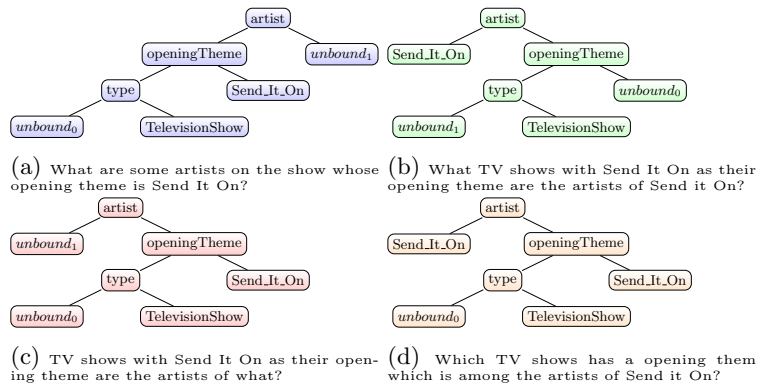 artist artist
openingTheme unbound₁ Send_It_On openingTheme
type Send_It_On type unbound₀
unbound₀ TelevisionShow unbound₁ TelevisionShow
(a) What are some artists on the show whose
opening theme is Send It On?
(b) What TV shows with Send It On as their
opening theme are the artists of Send it On?
artist artist
unbound₁ openingTheme Send_It_On openingTheme
type Send_It_On type Send_It_On
unbound₀ TelevisionShow unbound₀ TelevisionShow
(c) TV shows with Send It On as their open-
ing theme are the artists of what?
(d) Which TV shows has a opening them
which is among the artists of Send it On?